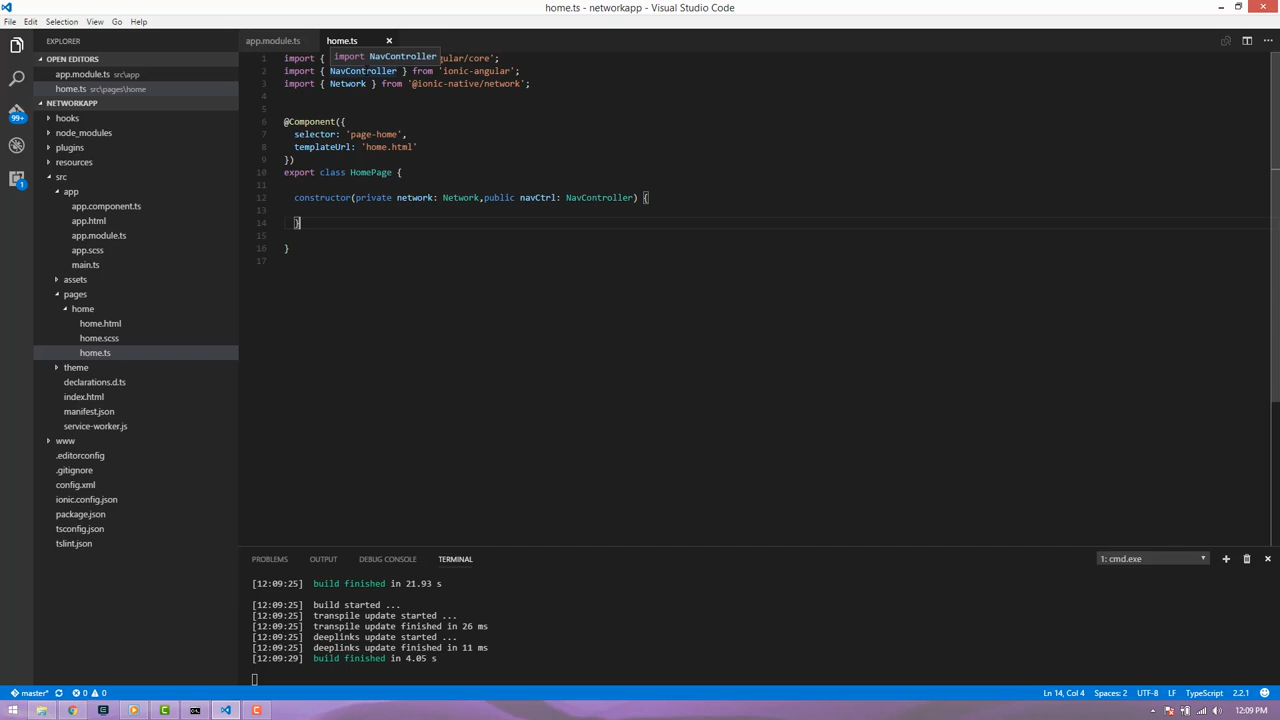 home.ts - networkapp - Visual Studio Code
File Edit Selection View Go Help
EXPLORER
OPEN EDITORS
app.module.ts src\app
home.ts src\pages\home
NETWORKAPP
hooks
node_modules
plugins
resources
src
app
app.component.ts
app.html
app.module.ts
app.scss
main.ts
assets
pages
home
home.html
home.scss
home.ts
theme
declarations.d.ts
index.html
manifest.json
service-worker.js
www
.editorconfig
.gitignore
config.xml
ionic.config.json
package.json
tsconfig.json
tslint.json
99+
1
app.module.ts home.ts
import NavController
1 import { gular/core';
2 import { NavController } from 'ionic-angular';
3 import { Network } from '@ionic-native/network';
4
5
6 @Component({
7 selector: 'page-home',
8 templateUrl: 'home.html'
9 })
10 export class HomePage {
11
12 constructor(private network: Network,public navCtrl: NavController) {
13
14 }
15
16 }
17
PROBLEMS OUTPUT DEBUG CONSOLE TERMINAL 1: cmd.exe
[12:09:25] build finished in 21.93 s
[12:09:25] build started ...
[12:09:25] transpile update started ...
[12:09:25] transpile update finished in 26 ms
[12:09:25] deeplinks update started ...
[12:09:25] deeplinks update finished in 11 ms
[12:09:29] build finished in 4.05 s
master* 0 0 Ln 14, Col 4 Spaces: 2 UTF-8 LF TypeScript 2.2.1
12:09 PM